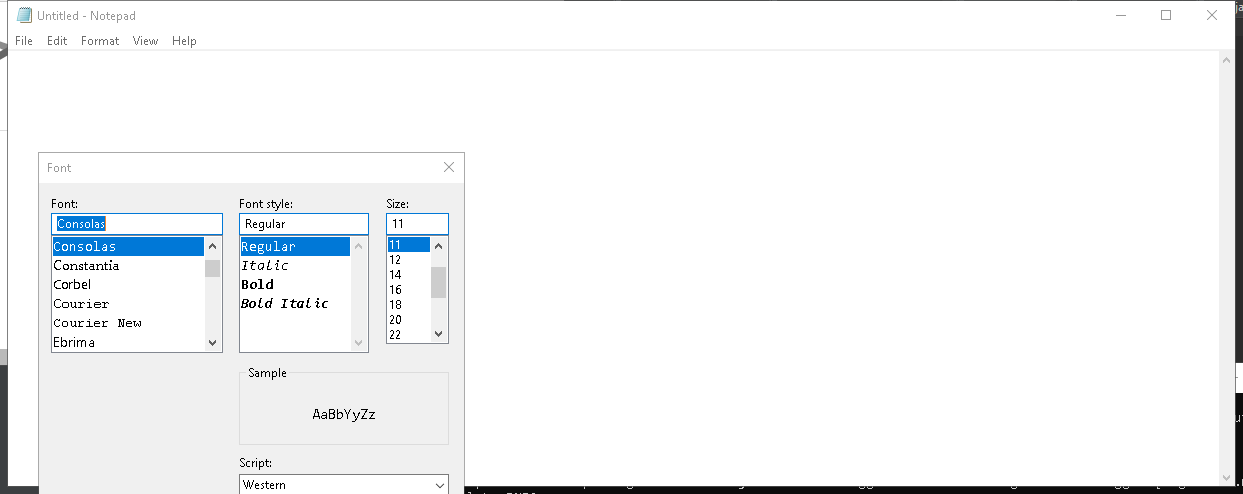 Untitled - Notepad
File Edit Format View Help
Font
Font: Font style: Size:
Consolas Regular 11
Consolas Regular 11
Constantia Italic 12
Corbel Bold 14
Courier Bold Italic 16
Courier New 18
Ebrima 20
22
Sample
AaBbYyZz
Script:
Western